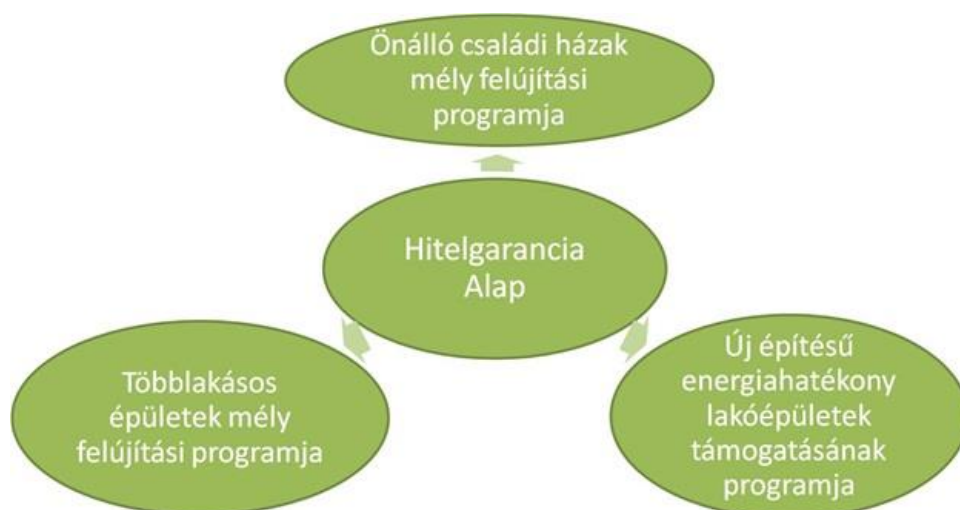 Önálló családi házak
mély felújítási
programja
Hitelgarancia
Alap
Többlakásos
épületek mély
felújítási programja
Új építésű
energiahatékony
lakóépületek
támogatásának
programja